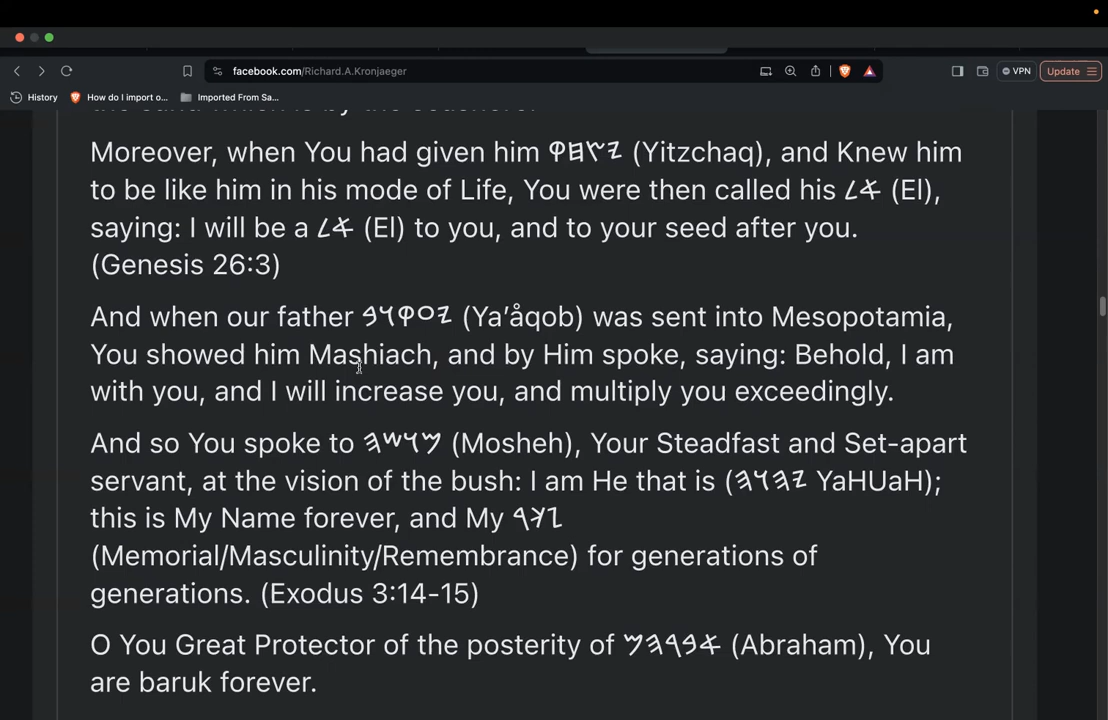 facebook.com/Richard.A.Kronjaeger
VPN
Update
History
How do I import o...
Imported From Sa...
Moreover, when You had given him 𐤉𐤑𐤇𐤒 (Yitzchaq), and Knew him
to be like him in his mode of Life, You were then called his 𐤀𐤋 (El),
saying: I will be a 𐤀𐤋 (El) to you, and to your seed after you.
(Genesis 26:3)
And when our father 𐤉𐤏𐤒𐤅𐤁 (Ya’åqob) was sent into Mesopotamia,
You showed him Mashiach, and by Him spoke, saying: Behold, I am
with you, and I will increase you, and multiply you exceedingly.
And so You spoke to 𐤌𐤅𐤔𐤄 (Mosheh), Your Steadfast and Set-apart
servant, at the vision of the bush: I am He that is (𐤉𐤄𐤅𐤄 YaHUaH);
this is My Name forever, and My 𐤆𐤊𐤓
(Memorial/Masculinity/Remembrance) for generations of
generations. (Exodus 3:14-15)
O You Great Protector of the posterity of 𐤀𐤁𐤓𐤄𐤌 (Abraham), You
are baruk forever.